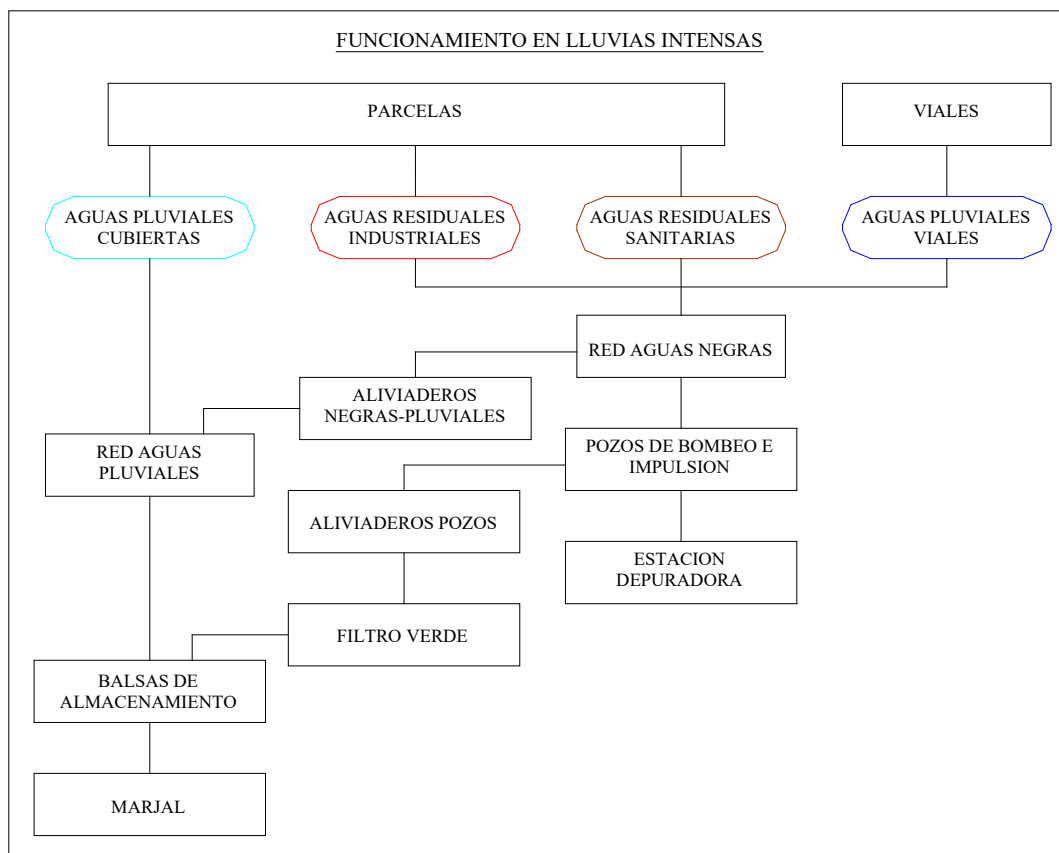 FUNCIONAMIENTO EN LLUVIAS INTENSAS
PARCELAS
VIALES
AGUAS PLUVIALES
CUBIERTAS
AGUAS RESIDUALES
INDUSTRIALES
AGUAS RESIDUALES
SANITARIAS
AGUAS PLUVIALES
VIALES
RED AGUAS NEGRAS
ALIVIADEROS
NEGRAS-PLUVIALES
RED AGUAS
PLUVIALES
POZOS DE BOMBEO E
IMPULSION
ALIVIADEROS POZOS
ESTACION
DEPURADORA
FILTRO VERDE
BALSAS DE
ALMACENAMIENTO
MARJAL